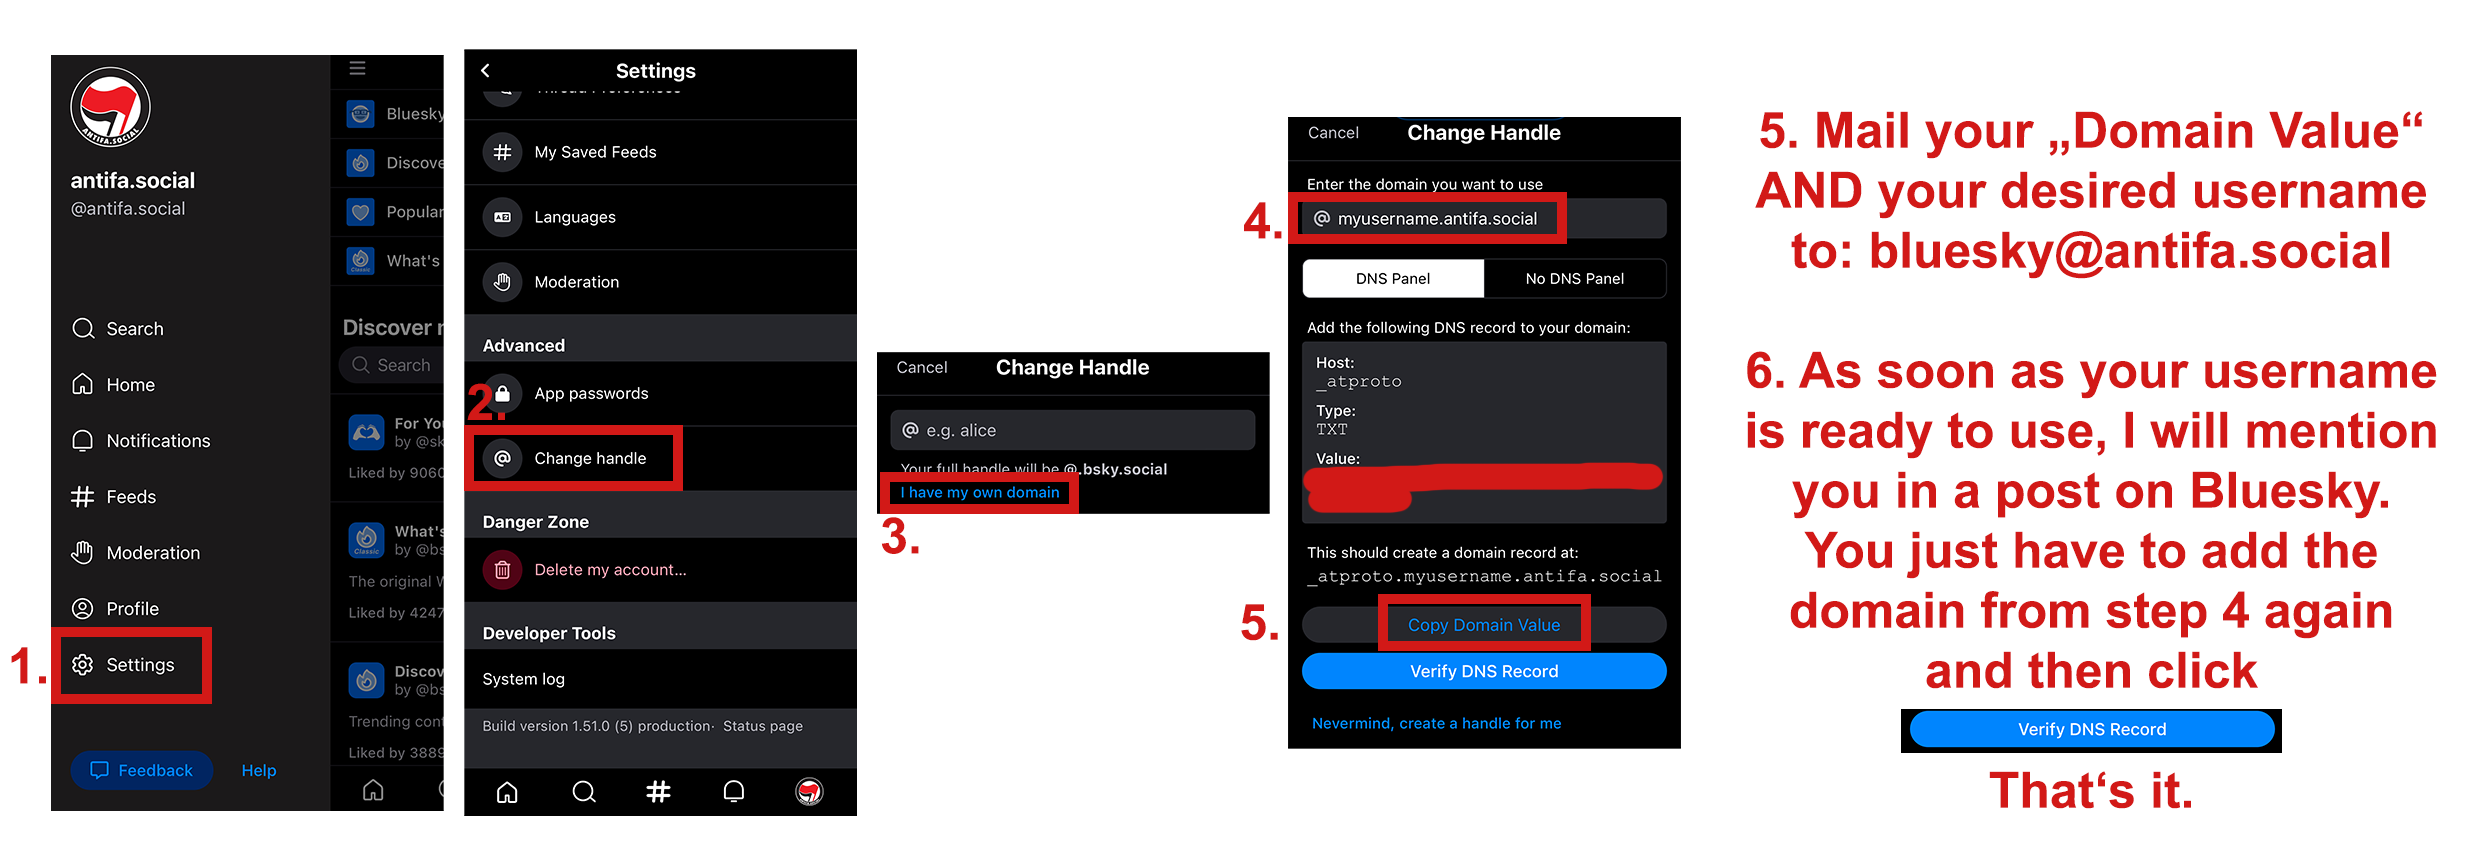 ANTIFA.SOCIAL
antifa.social
@antifa.social
Search
Home
Notifications
Feeds
Moderation
Profile
1.
Settings
Feedback
Help
Bluesky
Discove
Popular
What's
Classic
Discover
Search
For Yo
by @sk
Liked by 9060
What's
Classic
by @bs
The original
Liked by 4247
Discov
by @bs
Trending con
Liked by 3889
Settings
My Saved Feeds
Languages
Moderation
Advanced
2.
App passwords
Change handle
Danger Zone
Delete my account...
Developer Tools
System log
Build version 1.51.0 (5) production· Status page
Cancel
Change Handle
@ e.g. alice
Your full handle will be @.bsky.social
I have my own domain
3.
Cancel
Change Handle
Enter the domain you want to use
4.
@ myusername.antifa.social
DNS Panel
No DNS Panel
Add the following DNS record to your domain:
Host:
_atproto
Type:
TXT
Value:
This should create a domain record at:
_atproto.myusername.antifa.social
5.
Copy Domain Value
Verify DNS Record
Nevermind, create a handle for me
5. Mail your „Domain Value“
AND your desired username
to: bluesky@antifa.social
6. As soon as your username
is ready to use, I will mention
you in a post on Bluesky.
You just have to add the
domain from step 4 again
and then click
Verify DNS Record
That‘s it.